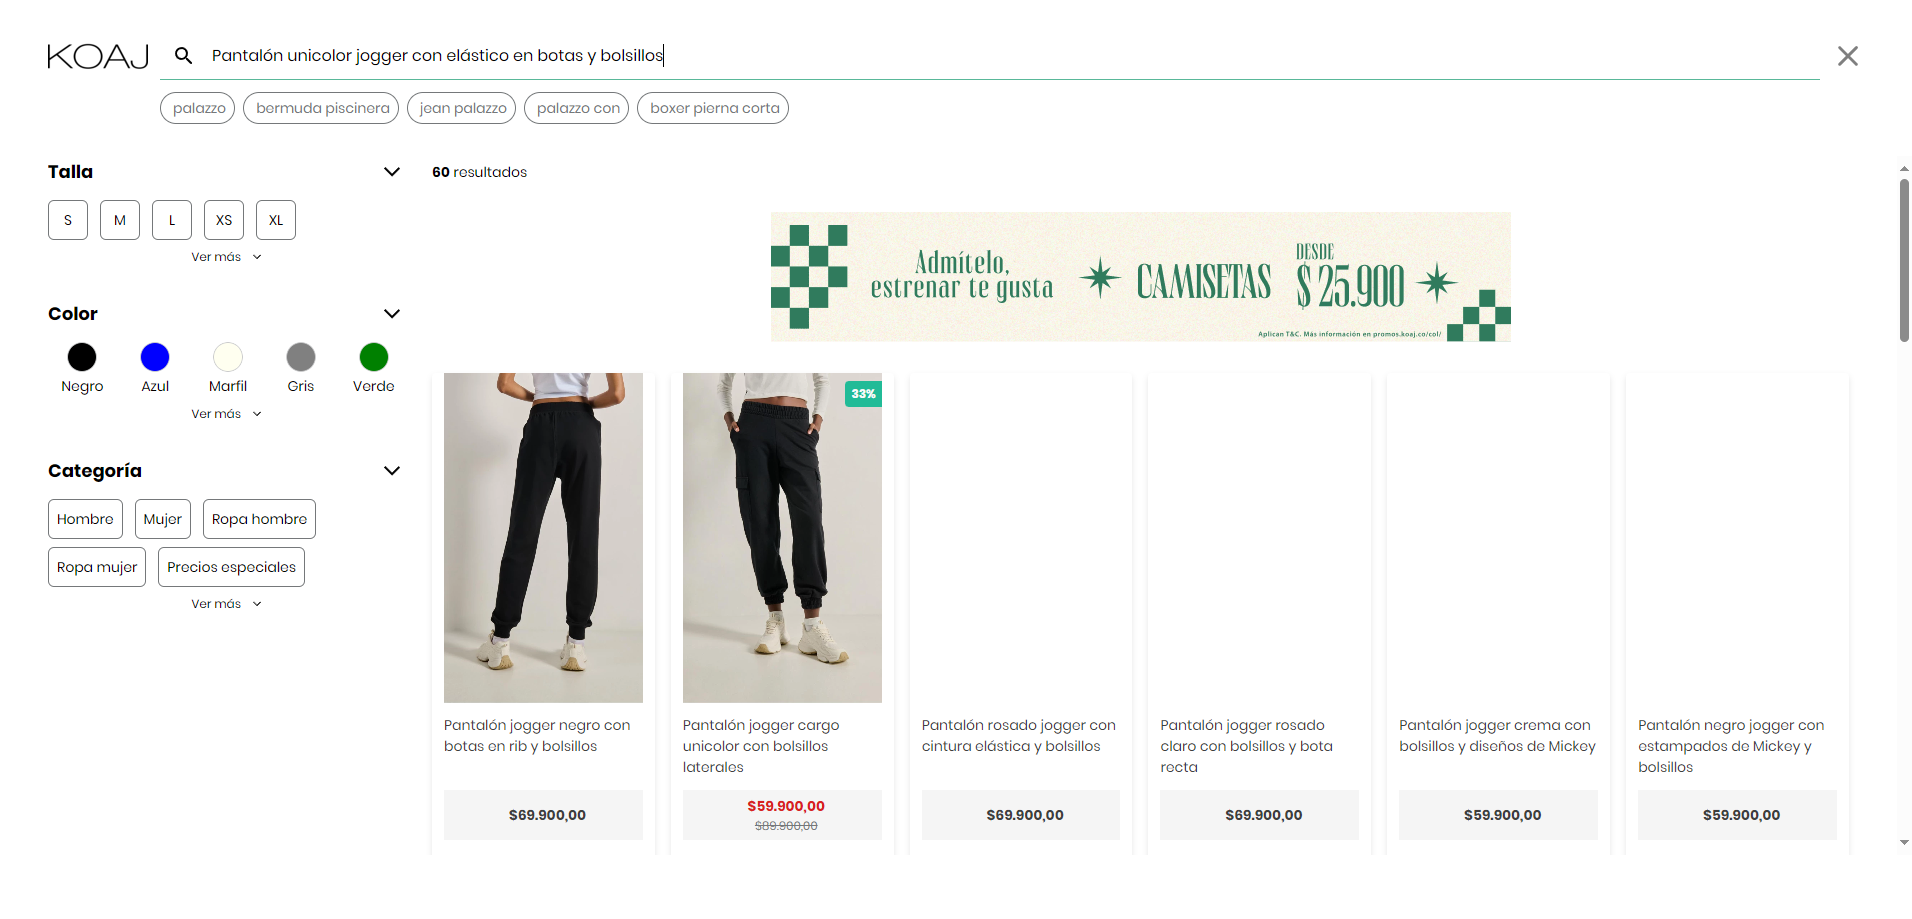 KOAJ
Pantalón unicolor jogger con elástico en botas y bolsillos
palazzo
bermuda piscinera
jean palazzo
palazzo con
boxer pierna corta
Talla
S
M
L
XS
XL
Ver más
Color
Negro
Azul
Marfil
Gris
Verde
Ver más
Categoría
Hombre
Mujer
Ropa hombre
Ropa mujer
Precios especiales
Ver más
60 resultados
Admítelo,
estrenar te gusta
CAMISETAS
DESDE
$ 25.900
Aplican T&C. Más información en promos.koaj.co/col/
Pantalón jogger negro con
botas en rib y bolsillos
$69.900,00
33%
Pantalón jogger cargo
unicolor con bolsillos
laterales
$59.900,00
$89.900,00
Pantalón rosado jogger con
cintura elástica y bolsillos
$69.900,00
Pantalón jogger rosado
claro con bolsillos y bota
recta
$69.900,00
Pantalón jogger crema con
bolsillos y diseños de Mickey
$59.900,00
Pantalón negro jogger con
estampados de Mickey y
bolsillos
$59.900,00